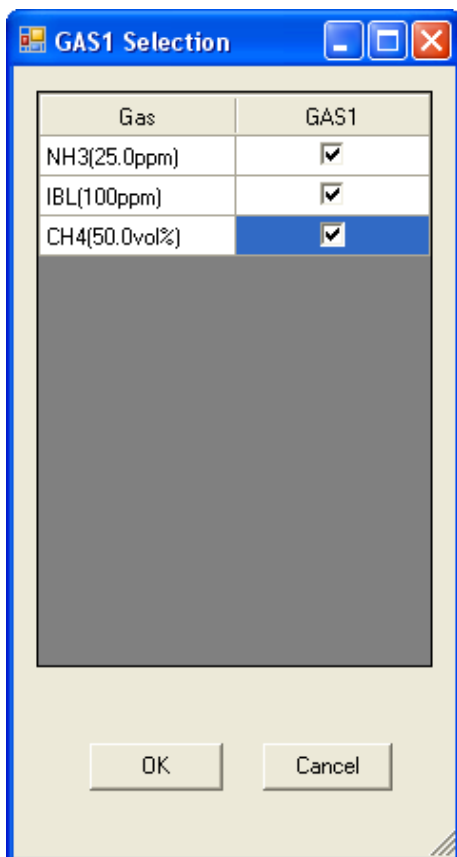 GAS1 Selection
Gas GAS1
NH3(25.0ppm)
IBL(100ppm)
CH4(50.0vol%)
OK Cancel